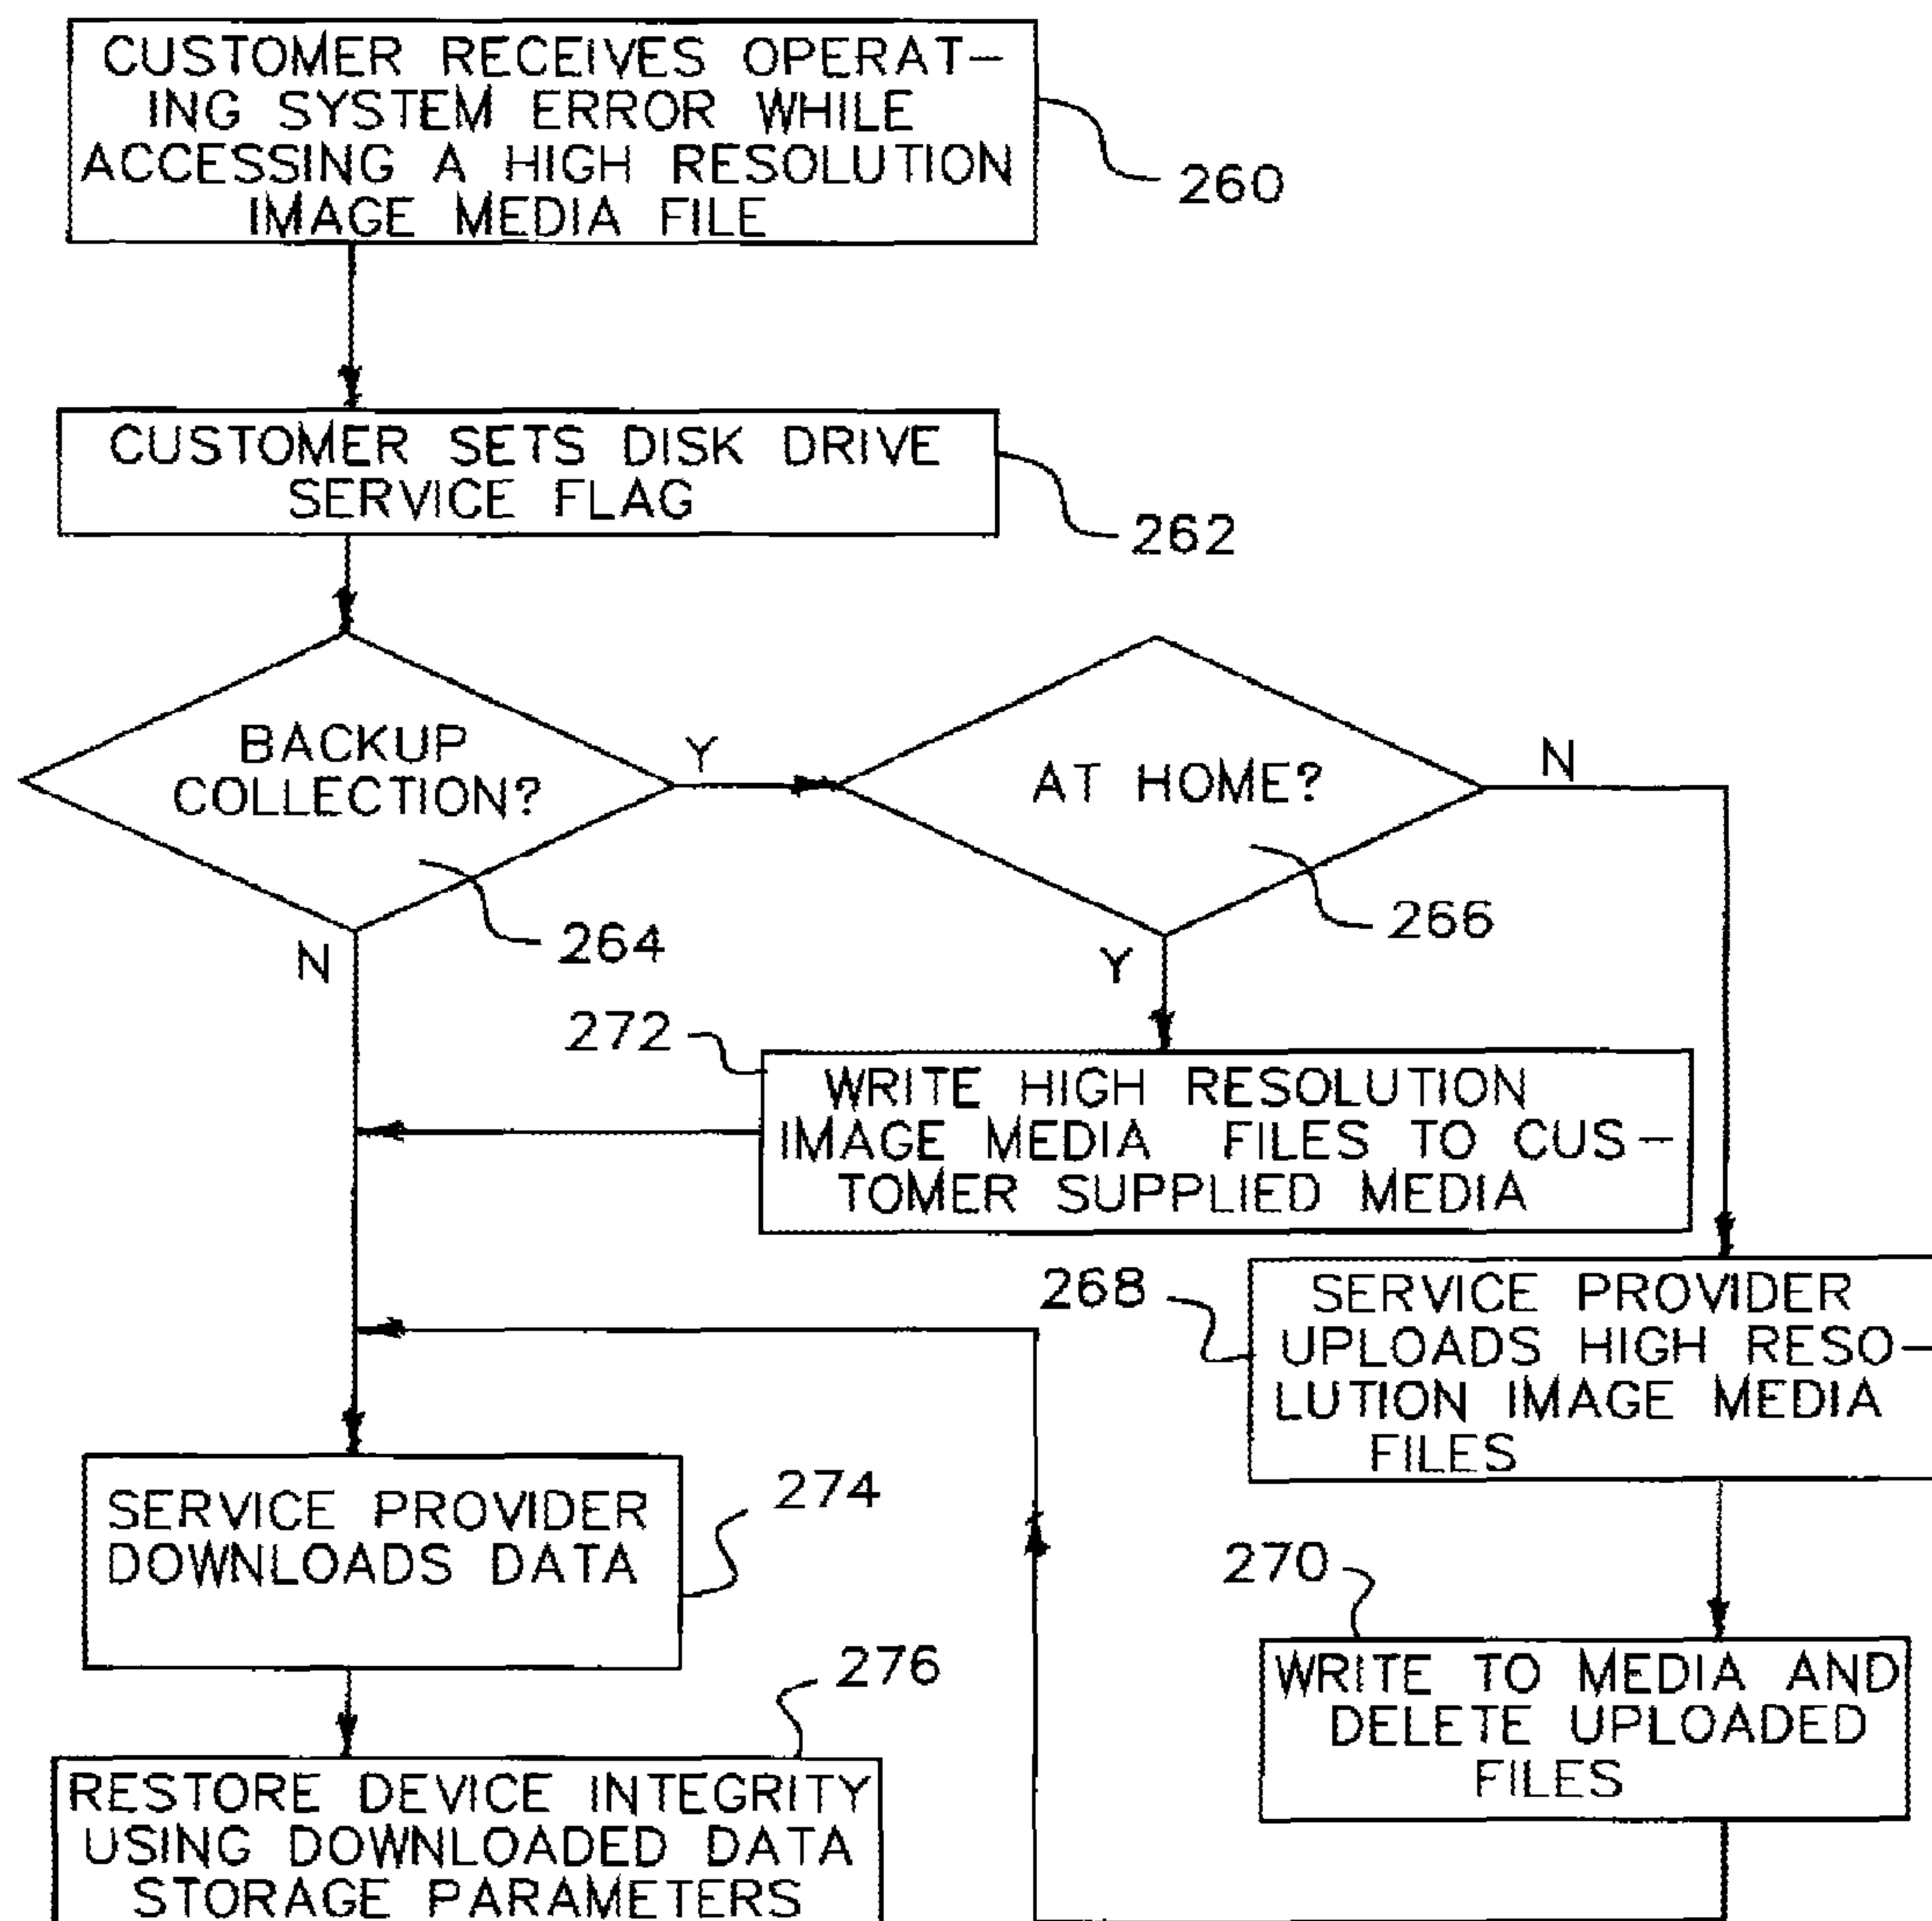 CUSTOMER RECEIVES OPERAT-
ING SYSTEM ERROR WHILE
ACCESSING A HIGH RESOLUTION
IMAGE MEDIA FILE
260
CUSTOMER SETS DISK DRIVE
SERVICE FLAG
262
BACKUP
COLLECTION?
Y
264
N
AT HOME?
N
266
Y
272
WRITE HIGH RESOLUTION
IMAGE MEDIA FILES TO CUS-
TOMER SUPPLIED MEDIA
268
SERVICE PROVIDER
UPLOADS HIGH RESO-
LUTION IMAGE MEDIA
FILES
274
SERVICE PROVIDER
DOWNLOADS DATA
270
WRITE TO MEDIA AND
DELETE UPLOADED
FILES
276
RESTORE DEVICE INTEGRITY
USING DOWNLOADED DATA
STORAGE PARAMETERS